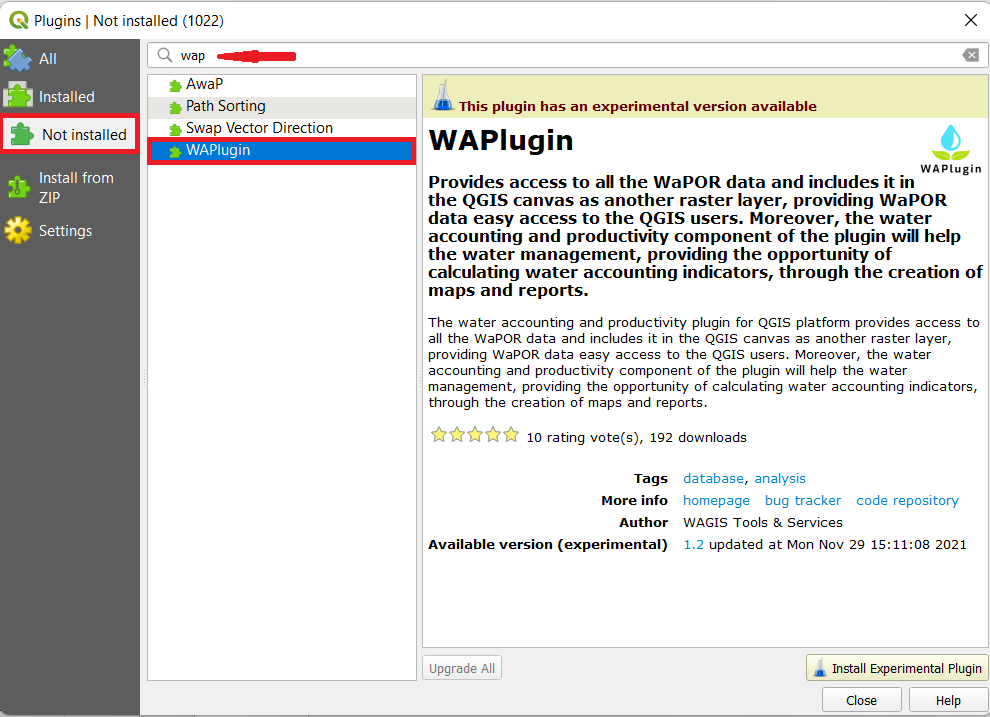 Plugins | Not installed (1022)
All
Installed
Not installed
Install from
ZIP
Settings
wap
AwaP
Path Sorting
Swap Vector Direction
WAPlugin
This plugin has an experimental version available
WAPlugin
WAPlugin
Provides access to all the WaPOR data and includes it in
the QGIS canvas as another raster layer, providing WaPOR
data easy access to the QGIS users. Moreover, the water
accounting and productivity component of the plugin will help
the water management, providing the opportunity of
calculating water accounting indicators, through the creation of
maps and reports.
The water accounting and productivity plugin for QGIS platform provides access to
all the WaPOR data and includes it in the QGIS canvas as another raster layer,
providing WaPOR data easy access to the QGIS users. Moreover, the water
accounting and productivity component of the plugin will help the water
management, providing the opportunity of calculating water accounting indicators,
through the creation of maps and reports.
10 rating vote(s), 192 downloads
Tags database, analysis
More info homepage bug tracker code repository
Author WAGIS Tools & Services
Available version (experimental) 1.2 updated at Mon Nov 29 15:11:08 2021
Upgrade All
Install Experimental Plugin
Close
Help